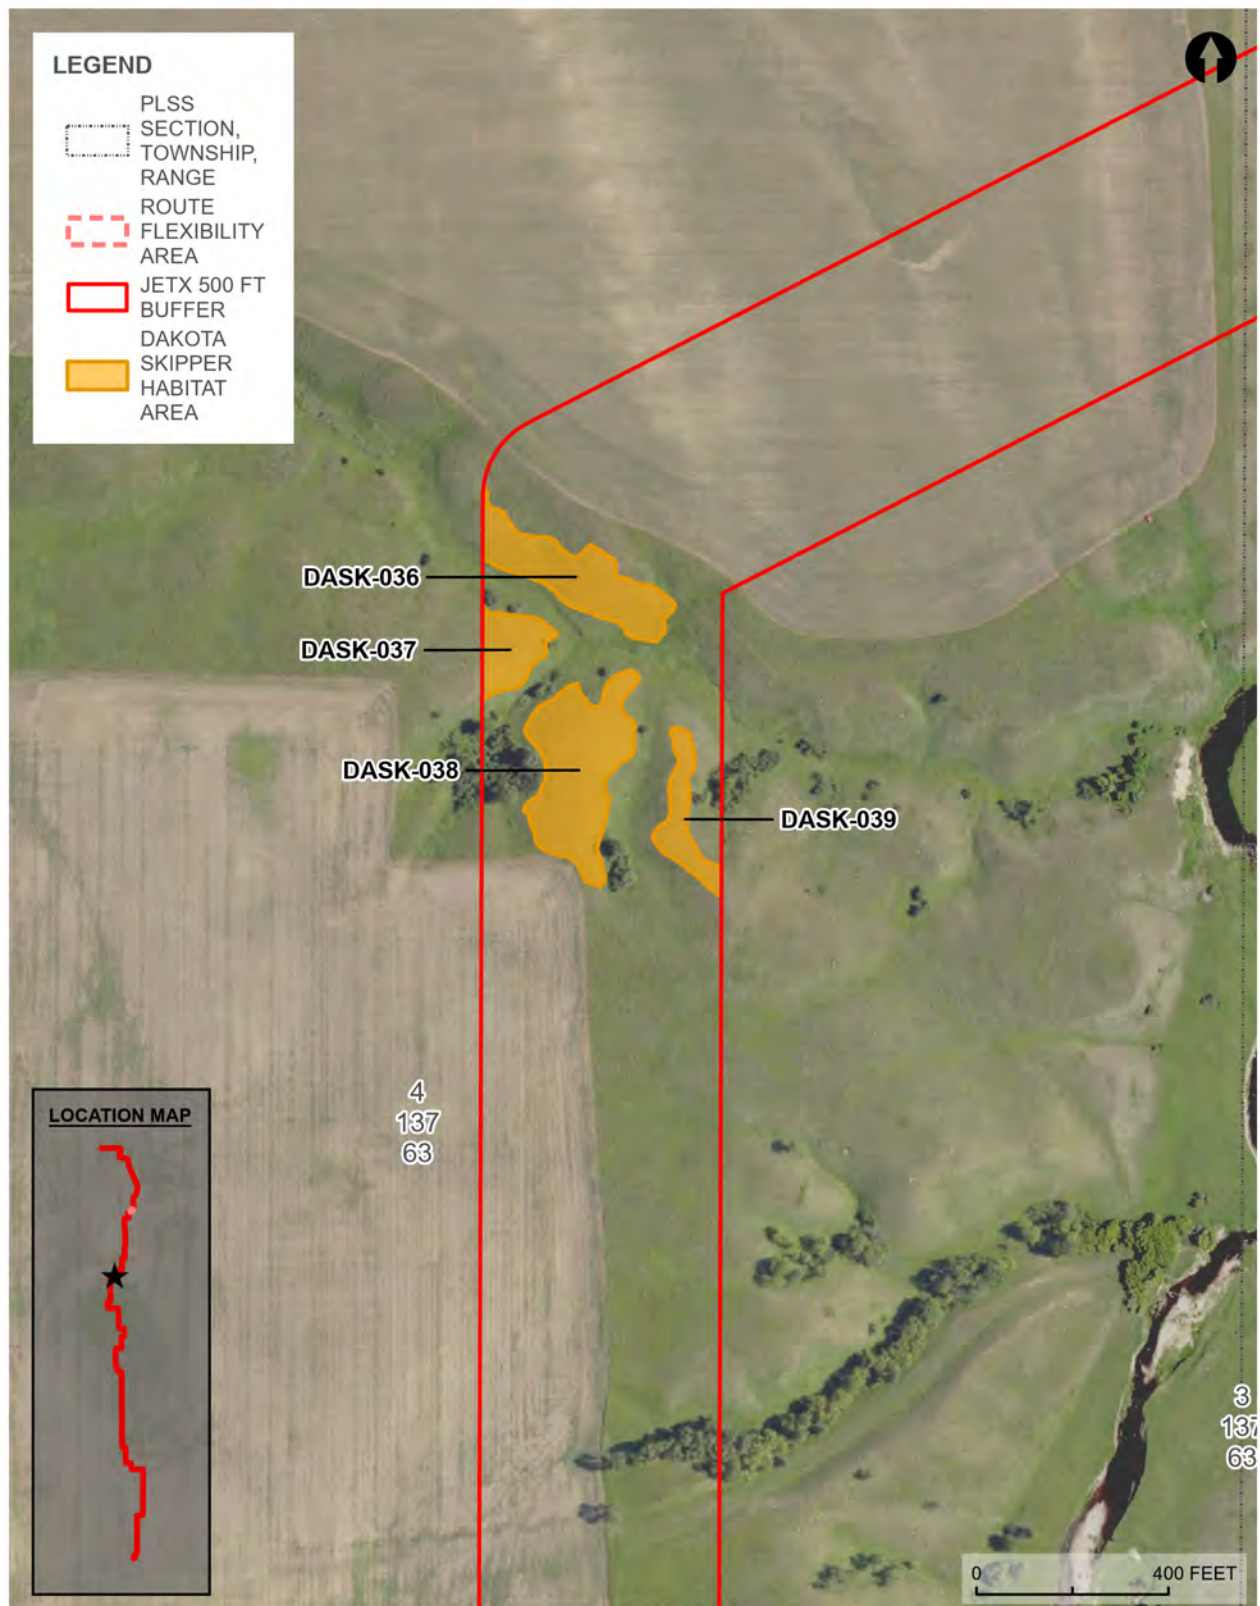 LEGEND
PLSS
SECTION,
TOWNSHIP,
RANGE
ROUTE
FLEXIBILITY
AREA
JETX 500 FT
BUFFER
DAKOTA
SKIPPER
HABITAT
AREA
DASK-036
DASK-037
DASK-038
DASK-039
4
137
63
LOCATION MAP
3
137
63
0 400 FEET